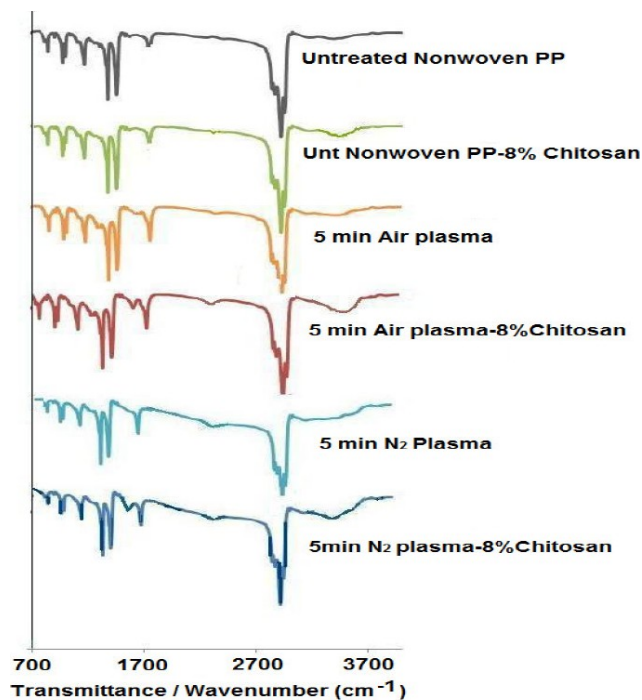 Untreated Nonwoven PP
Unt Nonwoven PP-8% Chitosan
5 min Air plasma
5 min Air plasma-8%Chitosan
5 min N₂ Plasma
5min N₂ plasma-8%Chitosan
700 1700 2700 3700
Transmittance / Wavenumber (cm⁻¹)